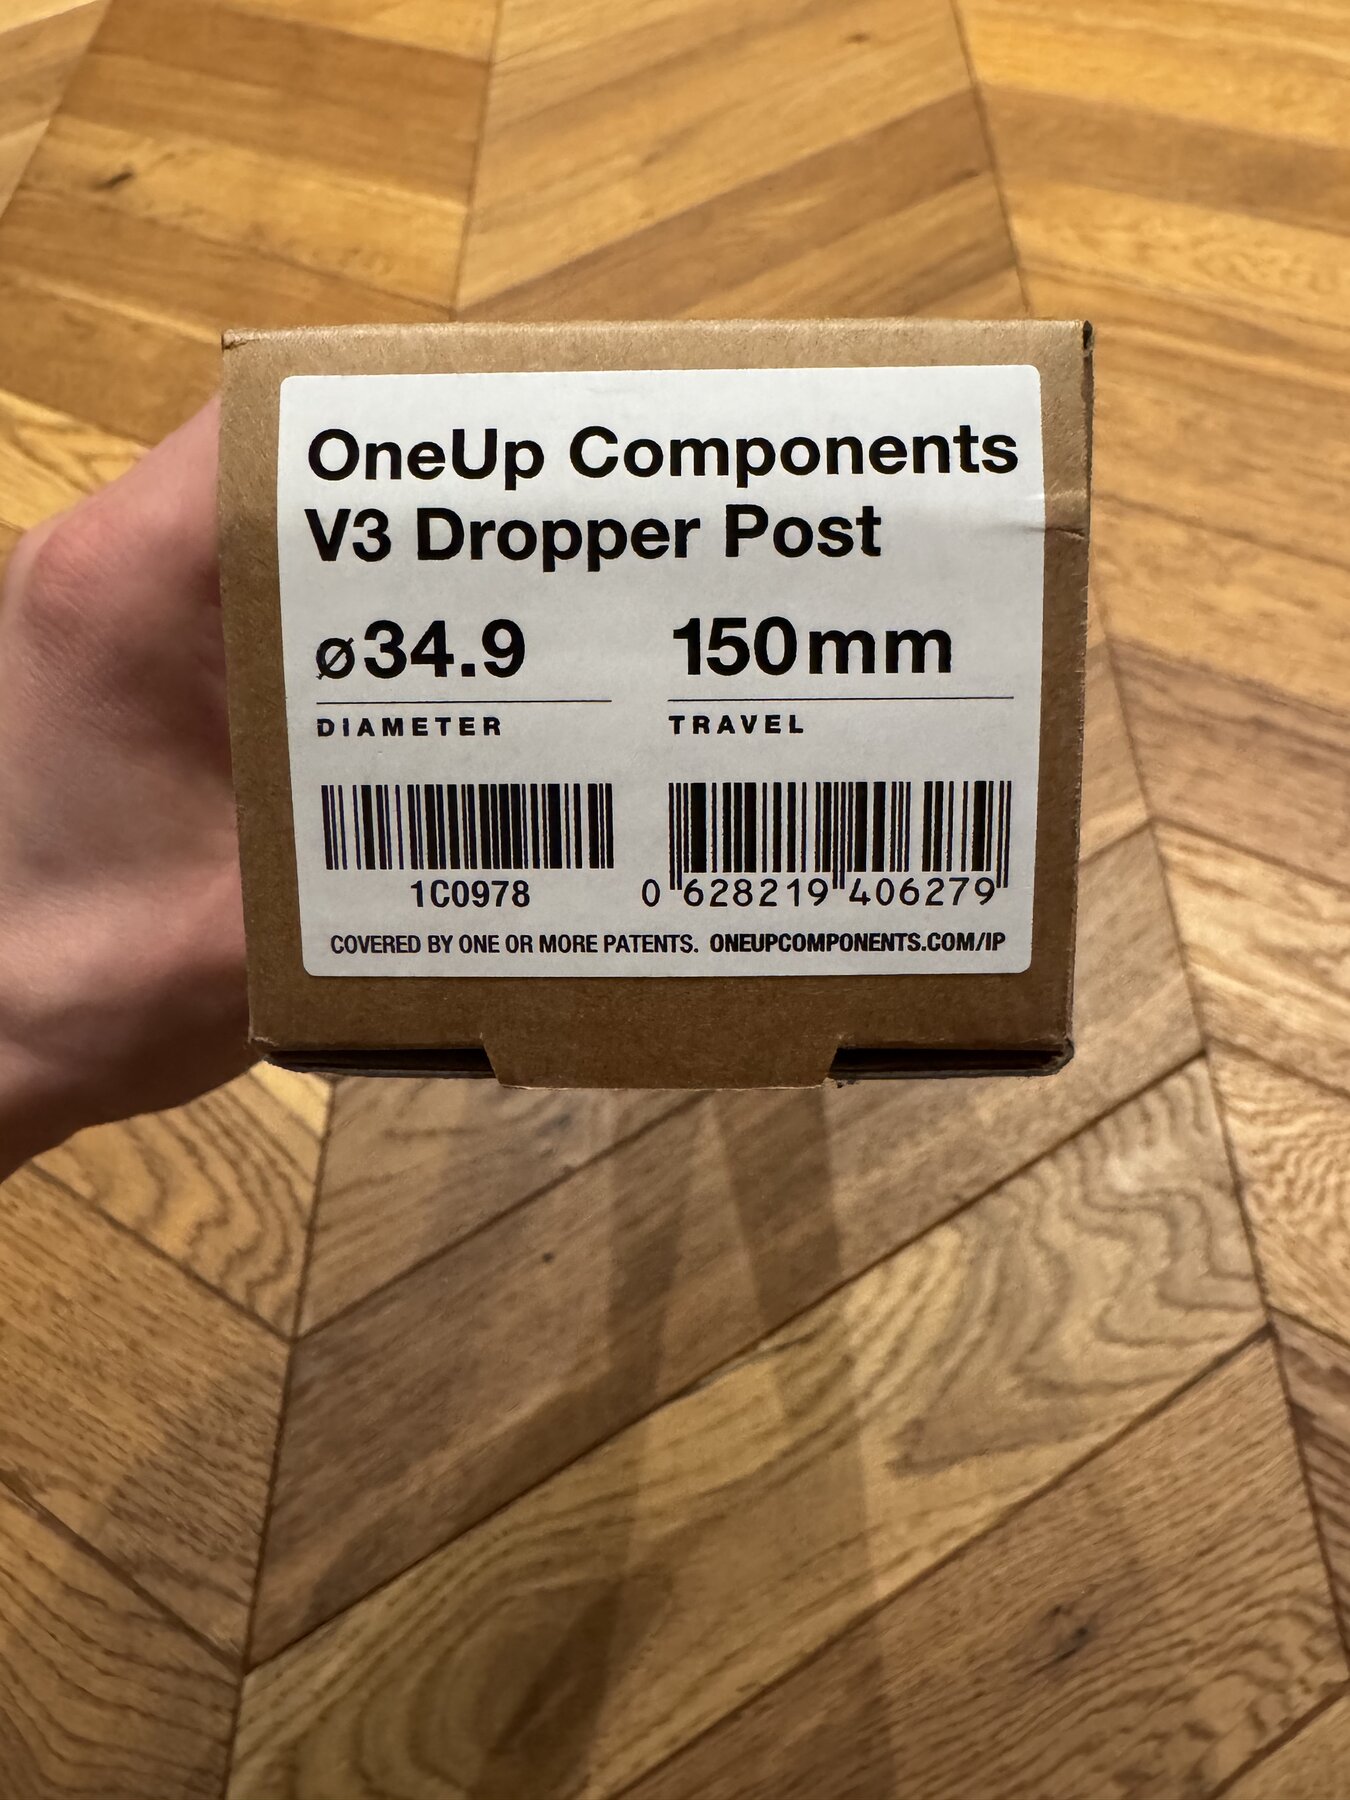 OneUp Components
V3 Dropper Post
⌀34.9 150mm
DIAMETER TRAVEL
1C0978 0 628219 406279
COVERED BY ONE OR MORE PATENTS. ONEUPCOMPONENTS.COM/IP